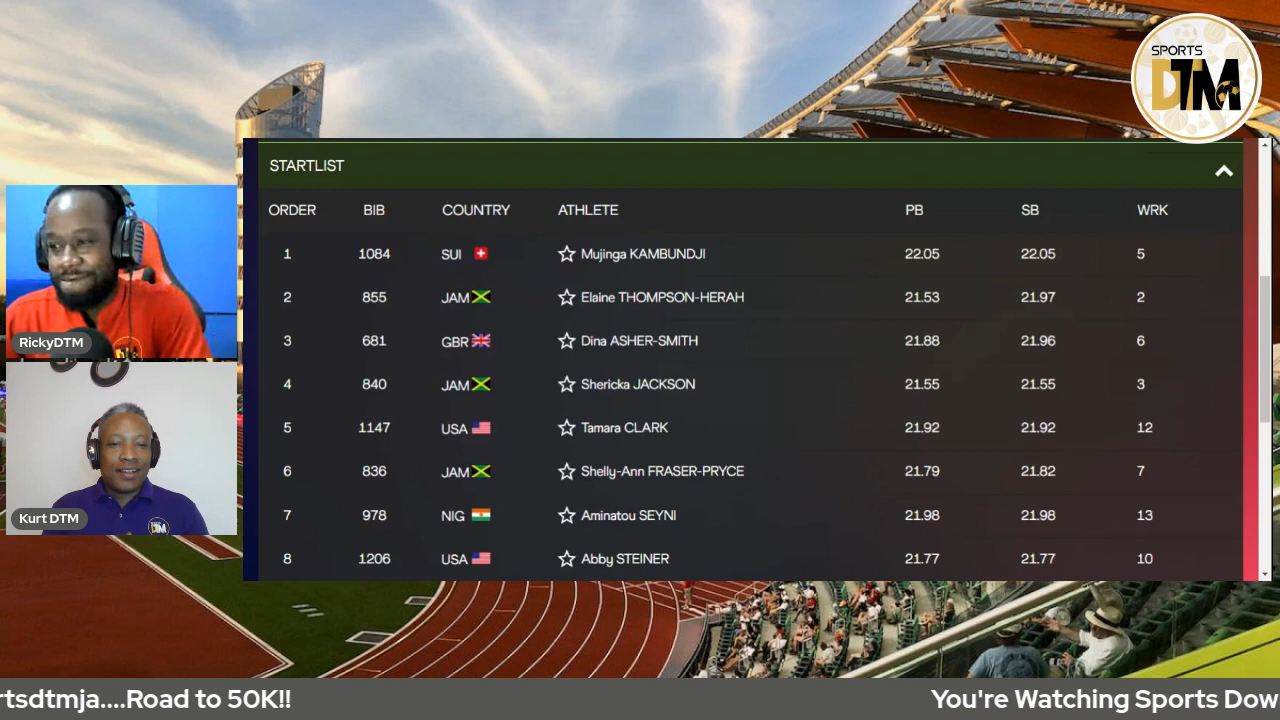 SPORTS
DTM
STARTLIST
ORDER BIB COUNTRY ATHLETE PB SB WRK
1 1084 SUI Mujinga KAMBUNDJI 22.05 22.05 5
2 855 JAM Elaine THOMPSON-HERAH 21.53 21.97 2
3 681 GBR Dina ASHER-SMITH 21.88 21.96 6
4 840 JAM Shericka JACKSON 21.55 21.55 3
5 1147 USA Tamara CLARK 21.92 21.92 12
6 836 JAM Shelly-Ann FRASER-PRYCE 21.79 21.82 7
7 978 NIG Aminatou SEYNI 21.98 21.98 13
8 1206 USA Abby STEINER 21.77 21.77 10
RickyDTM
Kurt DTM
DTM
rtsdtmja....Road to 50K!! You're Watching Sports Dow